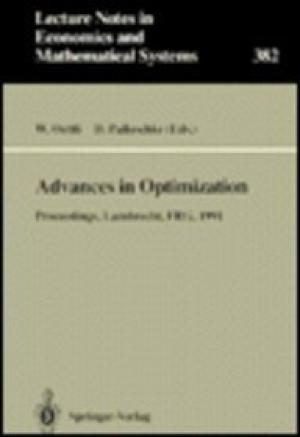 Lecture Notes in
Economics and
Mathematical Systems 382
W. Oettli D. Pallaschke (Eds.)
Advances in Optimization
Proceedings, Lambrecht, FRG, 1991
Springer-Verlag